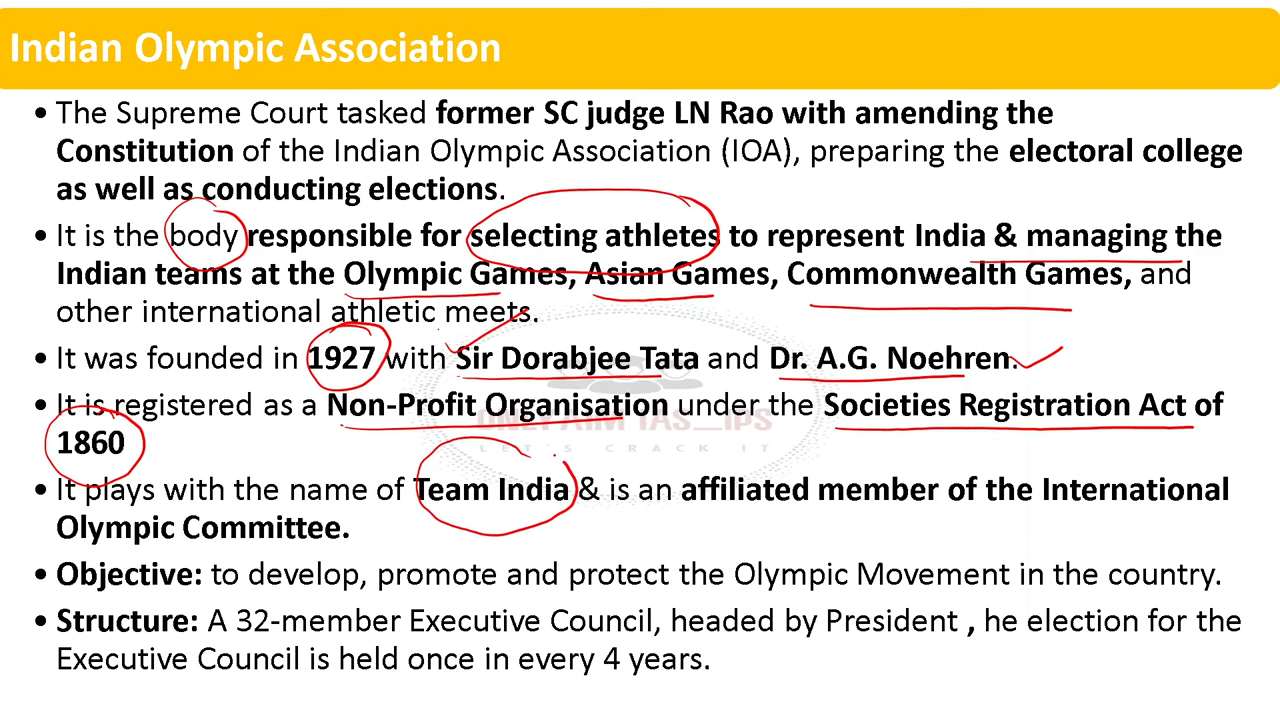 Indian Olympic Association
• The Supreme Court tasked former SC judge LN Rao with amending the
Constitution of the Indian Olympic Association (IOA), preparing the electoral college
as well as conducting elections.
• It is the body responsible for selecting athletes to represent India & managing the
Indian teams at the Olympic Games, Asian Games, Commonwealth Games, and
other international athletic meets.
• It was founded in 1927 with Sir Dorabjee Tata and Dr. A.G. Noehren.
• It is registered as a Non-Profit Organisation under the Societies Registration Act of
1860
LET'S CRACK IT
• It plays with the name of Team India & is an affiliated member of the International
Olympic Committee.
• Objective: to develop, promote and protect the Olympic Movement in the country.
• Structure: A 32-member Executive Council, headed by President , he election for the
Executive Council is held once in every 4 years.